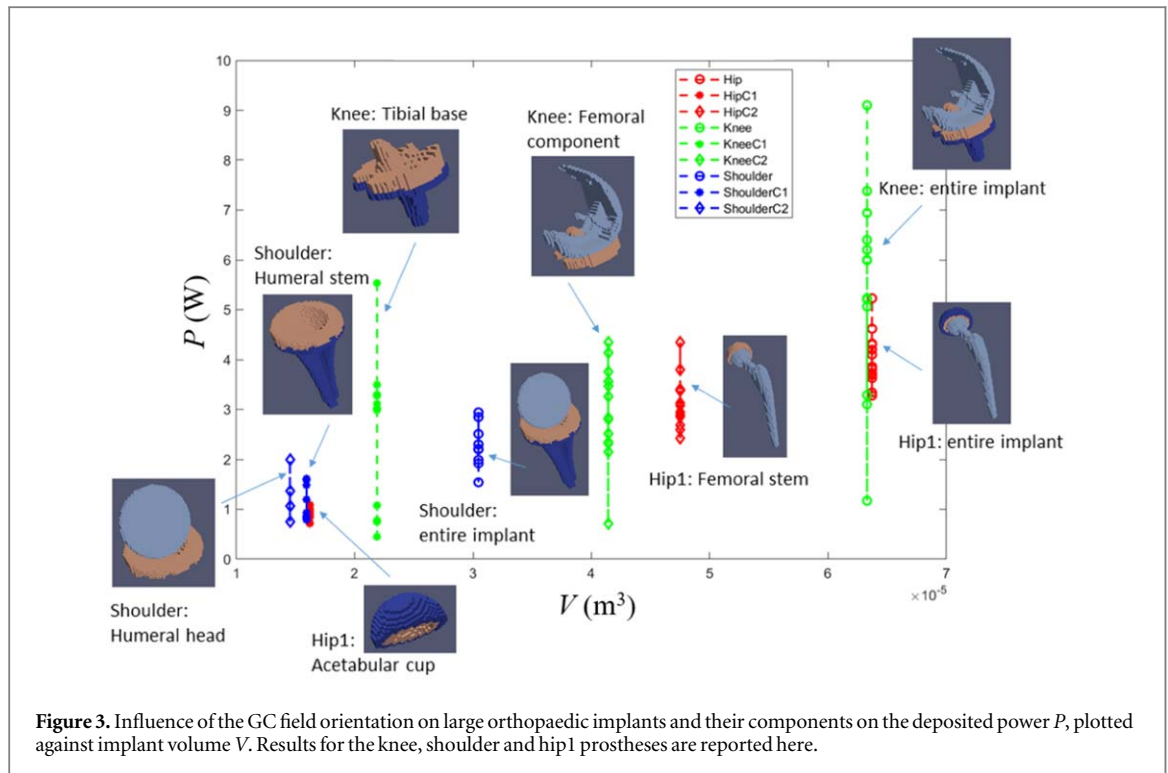 10
9
8
7
6
5
4
3
2
1
0
P (W)
1
2
3
4
5
6
7
×10⁻⁵
V (m³)
Hip
HipC1
HipC2
Knee
KneeC1
KneeC2
Shoulder
ShoulderC1
ShoulderC2
Knee: Tibial base
Knee: Femoral
component
Knee: entire implant
Shoulder:
Humeral stem
Hip1: entire implant
Hip1: Femoral stem
Shoulder:
entire implant
Shoulder:
Humeral head
Hip1:
Acetabular cup
Figure 3. Influence of the GC field orientation on large orthopaedic implants and their components on the deposited power P, plotted
against implant volume V. Results for the knee, shoulder and hip1 prostheses are reported here.